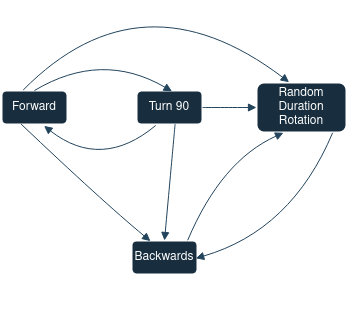 Forward
Turn 90
Random
Duration
Rotation
Backwards